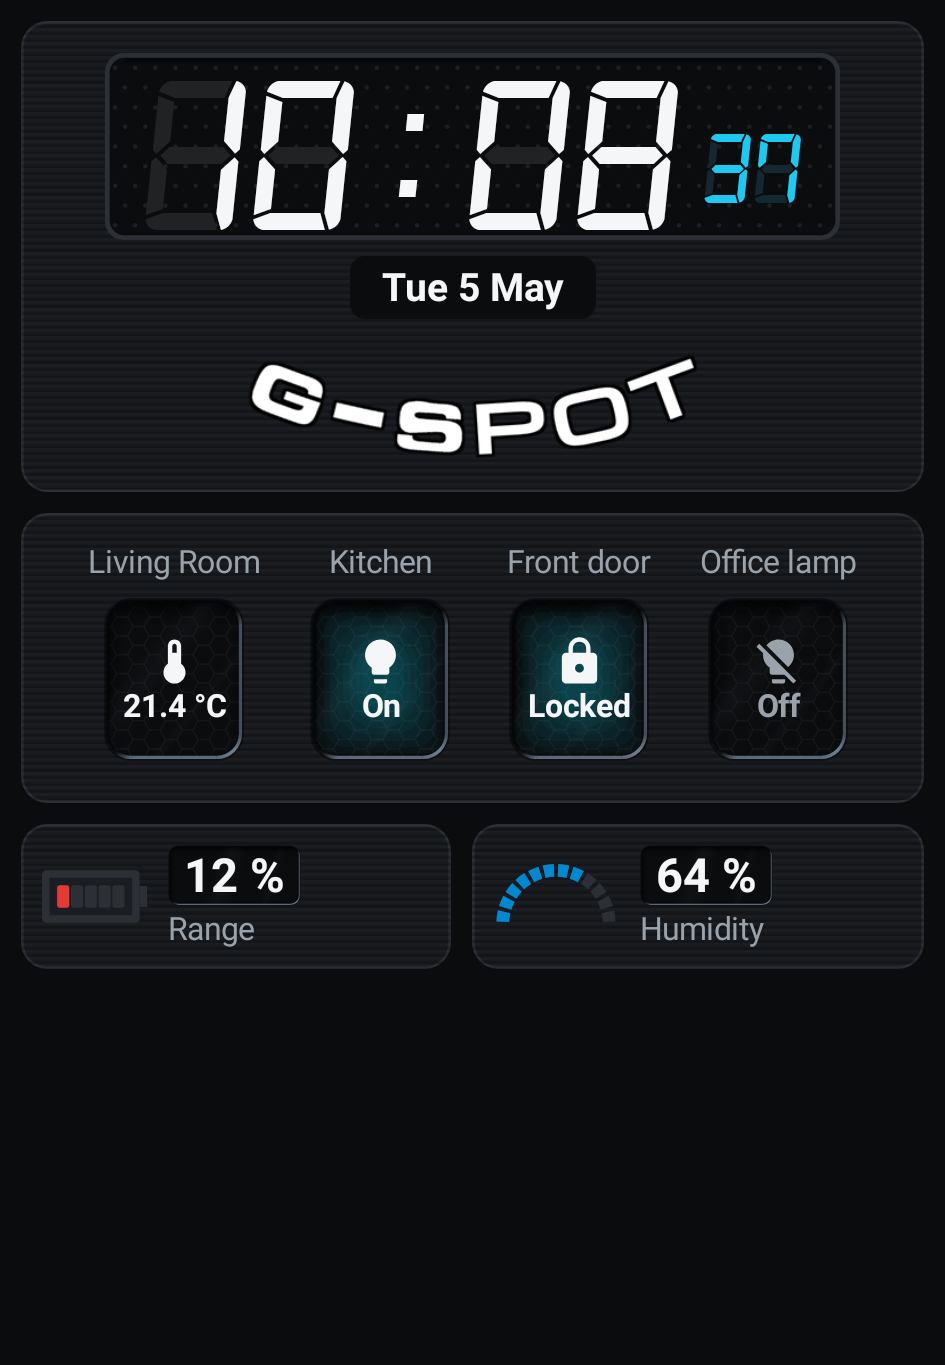 10:08 37
Tue 5 May
G-SPOT
Living Room Kitchen Front door Office lamp
21.4 °C On Locked Off
12 % 64 %
Range Humidity